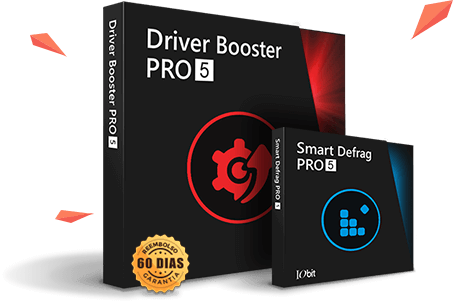 Driver Booster
PRO 5
Driver Booster PRO 5
Smart Defrag
PRO 5
Smart Defrag PRO 5
IObit
REEMBOLSO
60 DIAS
GARANTIA